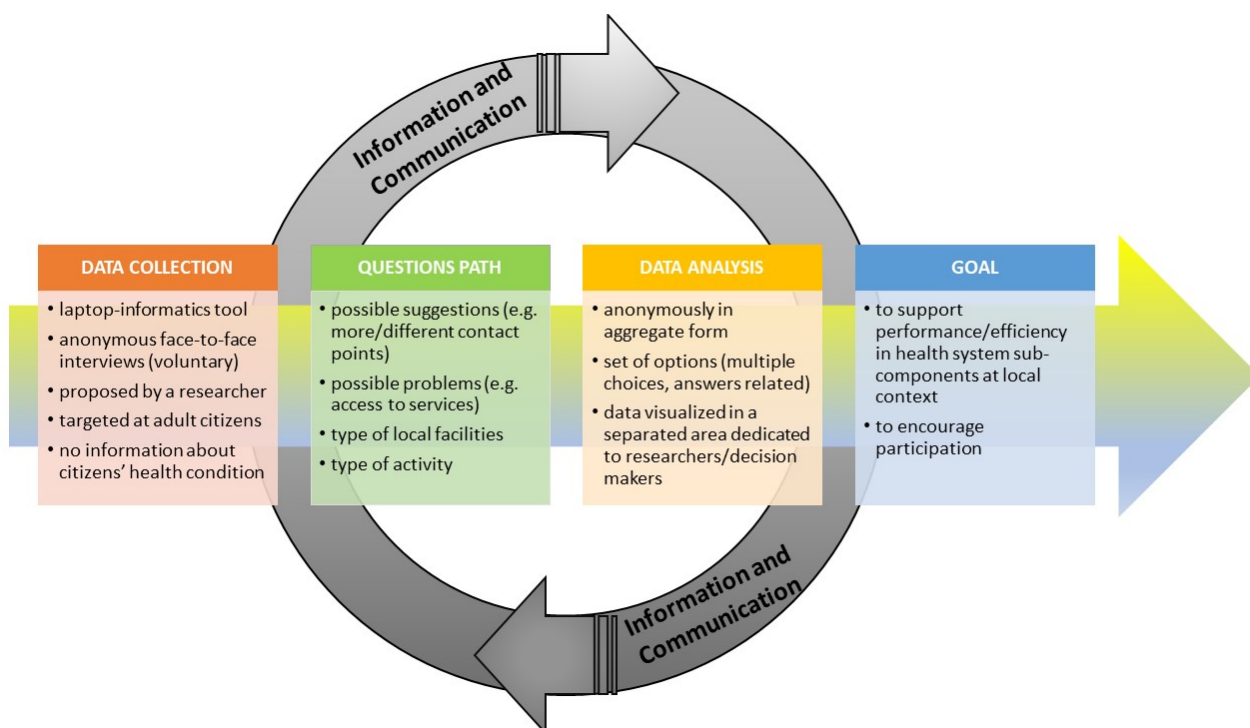 Information and
Communication
DATA COLLECTION
• laptop-informatics tool
• anonymous face-to-face
interviews (voluntary)
• proposed by a researcher
• targeted at adult citizens
• no information about
citizens’ health condition
QUESTIONS PATH
• possible suggestions (e.g.
more/different contact
points)
• possible problems (e.g.
access to services)
• type of local facilities
• type of activity
DATA ANALYSIS
• anonymously in
aggregate form
• set of options (multiple
choices, answers related)
• data visualized in a
separated area dedicated
to researchers/decision
makers
GOAL
• to support
performance/efficiency
in health system sub-
components at local
context
• to encourage
participation
Information and
Communication